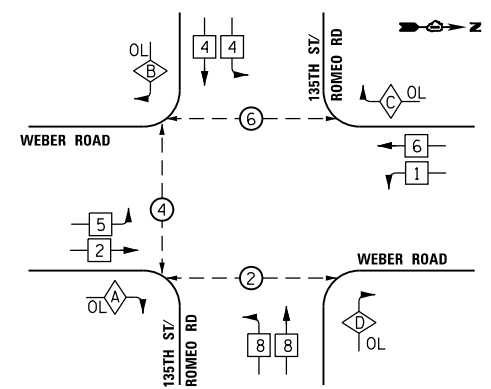 OL
B
4 4
135TH ST/
ROMEO RD
N
C OL
6
WEBER ROAD
6
1
4
5
2
WEBER ROAD
2
OL A
135TH ST/
ROMEO RD
8 8
D
OL